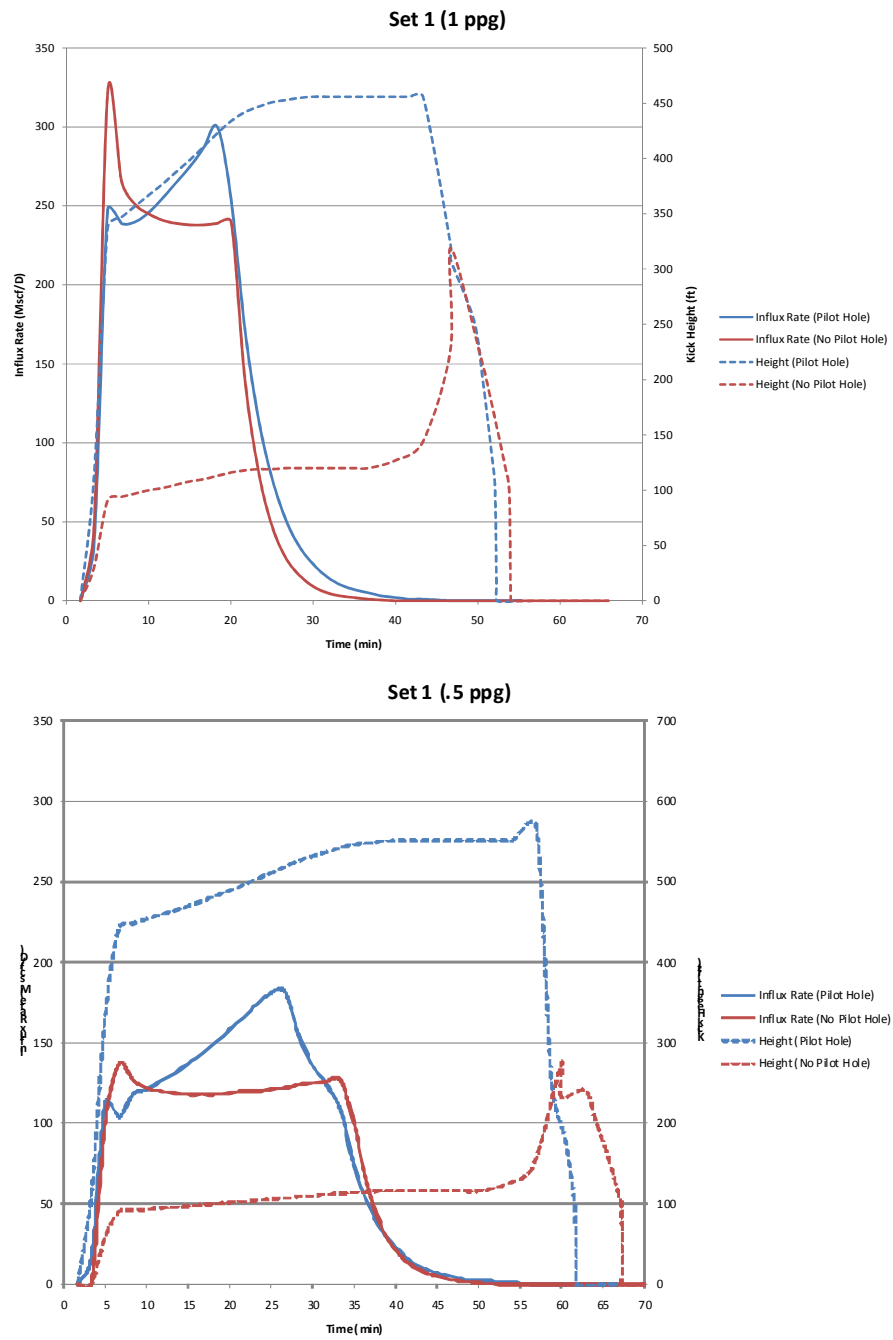 Set 1 (1 ppg)
350
300
250
200
150
100
50
0
Influx Rate (Mscf/D)
500
450
400
350
300
250
200
150
100
50
0
Kick Height (ft)
0 10 20 30 40 50 60 70
Time (min)
Influx Rate (Pilot Hole)
Influx Rate (No Pilot Hole)
Height (Pilot Hole)
Height (No Pilot Hole)
Set 1 (.5 ppg)
350
300
250
200
150
100
50
0
700
600
500
400
300
200
100
0
0 5 10 15 20 25 30 35 40 45 50 55 60 65 70
Time (min)
Influx Rate (Pilot Hole)
Influx Rate (No Pilot Hole)
Height (Pilot Hole)
Height (No Pilot Hole)